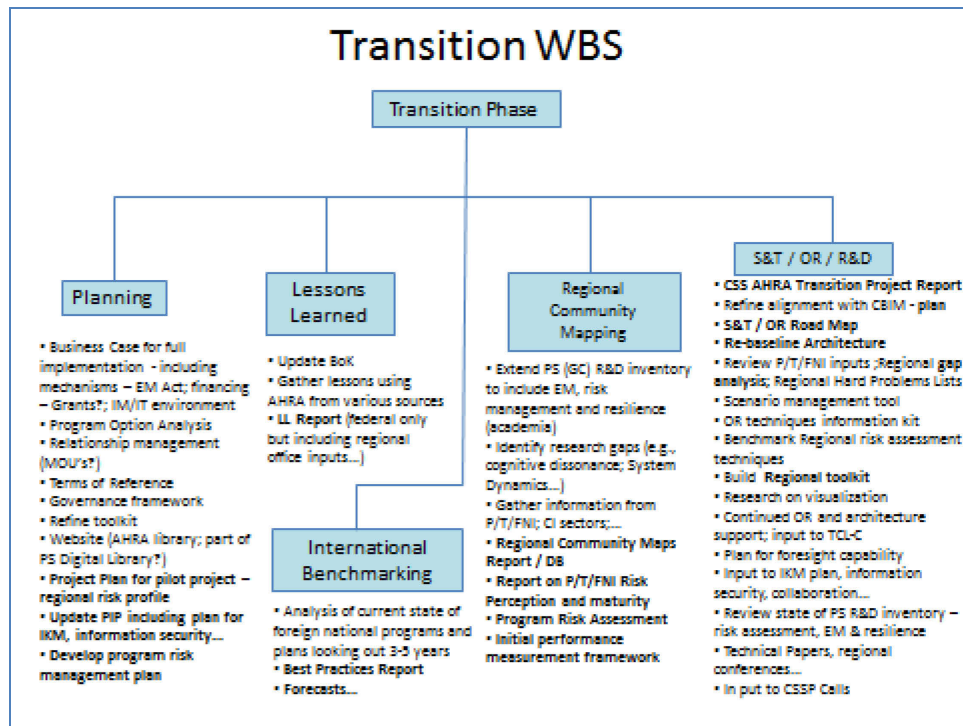 Transition WBS
Transition Phase
Planning
▪ Business Case for full
implementation - including
mechanisms – EM Act; financing
– Grants?; IM/IT environment
▪ Program Option Analysis
▪ Relationship management
(MOU's?)
▪ Terms of Reference
▪ Governance framework
▪ Refine toolkit
▪ Website (AHRA library; part of
PS Digital Library?)
▪ Project Plan for pilot project –
regional risk profile
▪ Update PIP including plan for
IKM, information security...
▪ Develop program risk
management plan
Lessons
Learned
▪ Update BoK
▪ Gather lessons using
AHRA from various sources
▪ LL Report (federal only
but including regional
office inputs...)
International
Benchmarking
▪ Analysis of current state of
foreign national programs and
plans looking out 3-5 years
▪ Best Practices Report
▪ Forecasts...
Regional
Community
Mapping
▪ Extend PS (GC) R&D inventory
to include EM, risk
management and resilience
(academia)
▪ Identify research gaps (e.g.,
cognitive dissonance; System
Dynamics...)
▪ Gather information from
P/T/FNI; CI sectors;...
▪ Regional Community Maps
Report / DB
▪ Report on P/T/FNI Risk
Perception and maturity
▪ Program Risk Assessment
▪ Initial performance
measurement framework
S&T / OR / R&D
▪ CSS AHRA Transition Project Report
▪ Refine alignment with CBIM - plan
▪ S&T / OR Road Map
▪ Re-baseline Architecture
▪ Review P/T/FNI inputs ;Regional gap
analysis; Regional Hard Problems Lists
▪ Scenario management tool
▪ OR techniques information kit
▪ Benchmark Regional risk assessment
techniques
▪ Build Regional toolkit
▪ Research on visualization
▪ Continued OR and architecture
support; input to TCL-C
▪ Plan for foresight capability
▪ Input to IKM plan, information
security, collaboration...
▪ Review state of PS R&D inventory –
risk assessment, EM & resilience
▪ Technical Papers, regional
conferences...
▪ In put to CSSP Calls